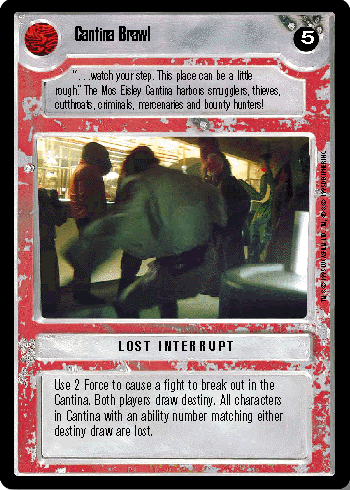 Cantina Brawl
5
“. . .watch your step. This place can be a little
rough.” The Mos Eisley Cantina harbors smugglers, thieves,
cutthroats, criminals, mercenaries and bounty hunters!
LOST INTERRUPT
Use 2 Force to cause a fight to break out in the
Cantina. Both players draw destiny. All characters
in Cantina with an ability number matching either
destiny draw are lost.